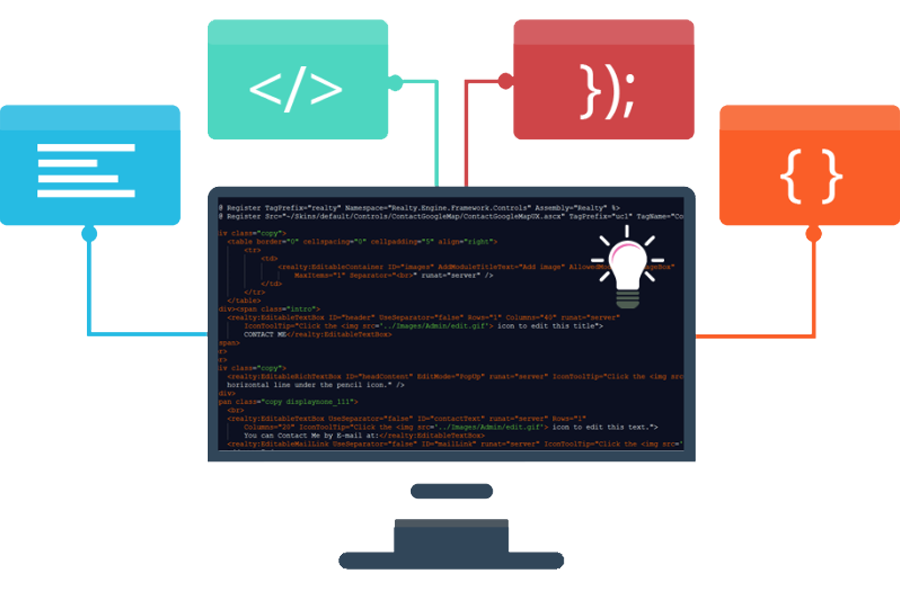 </>
});
{ }
@ Register TagPrefix="realty" Namespace="Realty.Engine.Framework.Controls" Assembly="Realty" %>
@ Register Src="~/Skins/default/Controls/ContactGoogleMap/ContactGoogleMapUX.ascx" TagPrefix="uc1" TagName="Co
iv class="copy">
<table border="0" cellspacing="0" cellpadding="5" align="right">
<tr>
<td>
<realty:EditableContainer ID="images" AddModuleTitleText="Add image"
MaxItems="1" Separator="<br>" runat="server" />
</td>
</tr>
</table>
div><span class="intro">
<realty:EditableTextBox ID="header" UseSeparator="false" Rows="1" Columns="40" runat="server"
IconToolTip="Click the <img src='../Images/Admin/edit.gif'> icon to edit this title">
CONTACT ME</realty:EditableTextBox>
span>
r>
r>
iv class="copy">
<realty:EditableRichTextBox ID="headContent" EditMode="PopUp" runat="server" IconToolTip="Click the <img src
horizontal line under the pencil icon." />
div>
pan class="copy displaynone_111">
<br>
<realty:EditableTextBox UseSeparator="false" ID="contactText" runat="server" Rows="1"
Columns="20" IconToolTip="Click the <img src='../Images/Admin/edit.gif'> icon to edit this text.">
You can Contact Me by E-mail at:</realty:EditableTextBox>
<realty:EditableMailLink UseSeparator="false" ID="mailLink" runat="server" IconToolTip="Click the <img src='